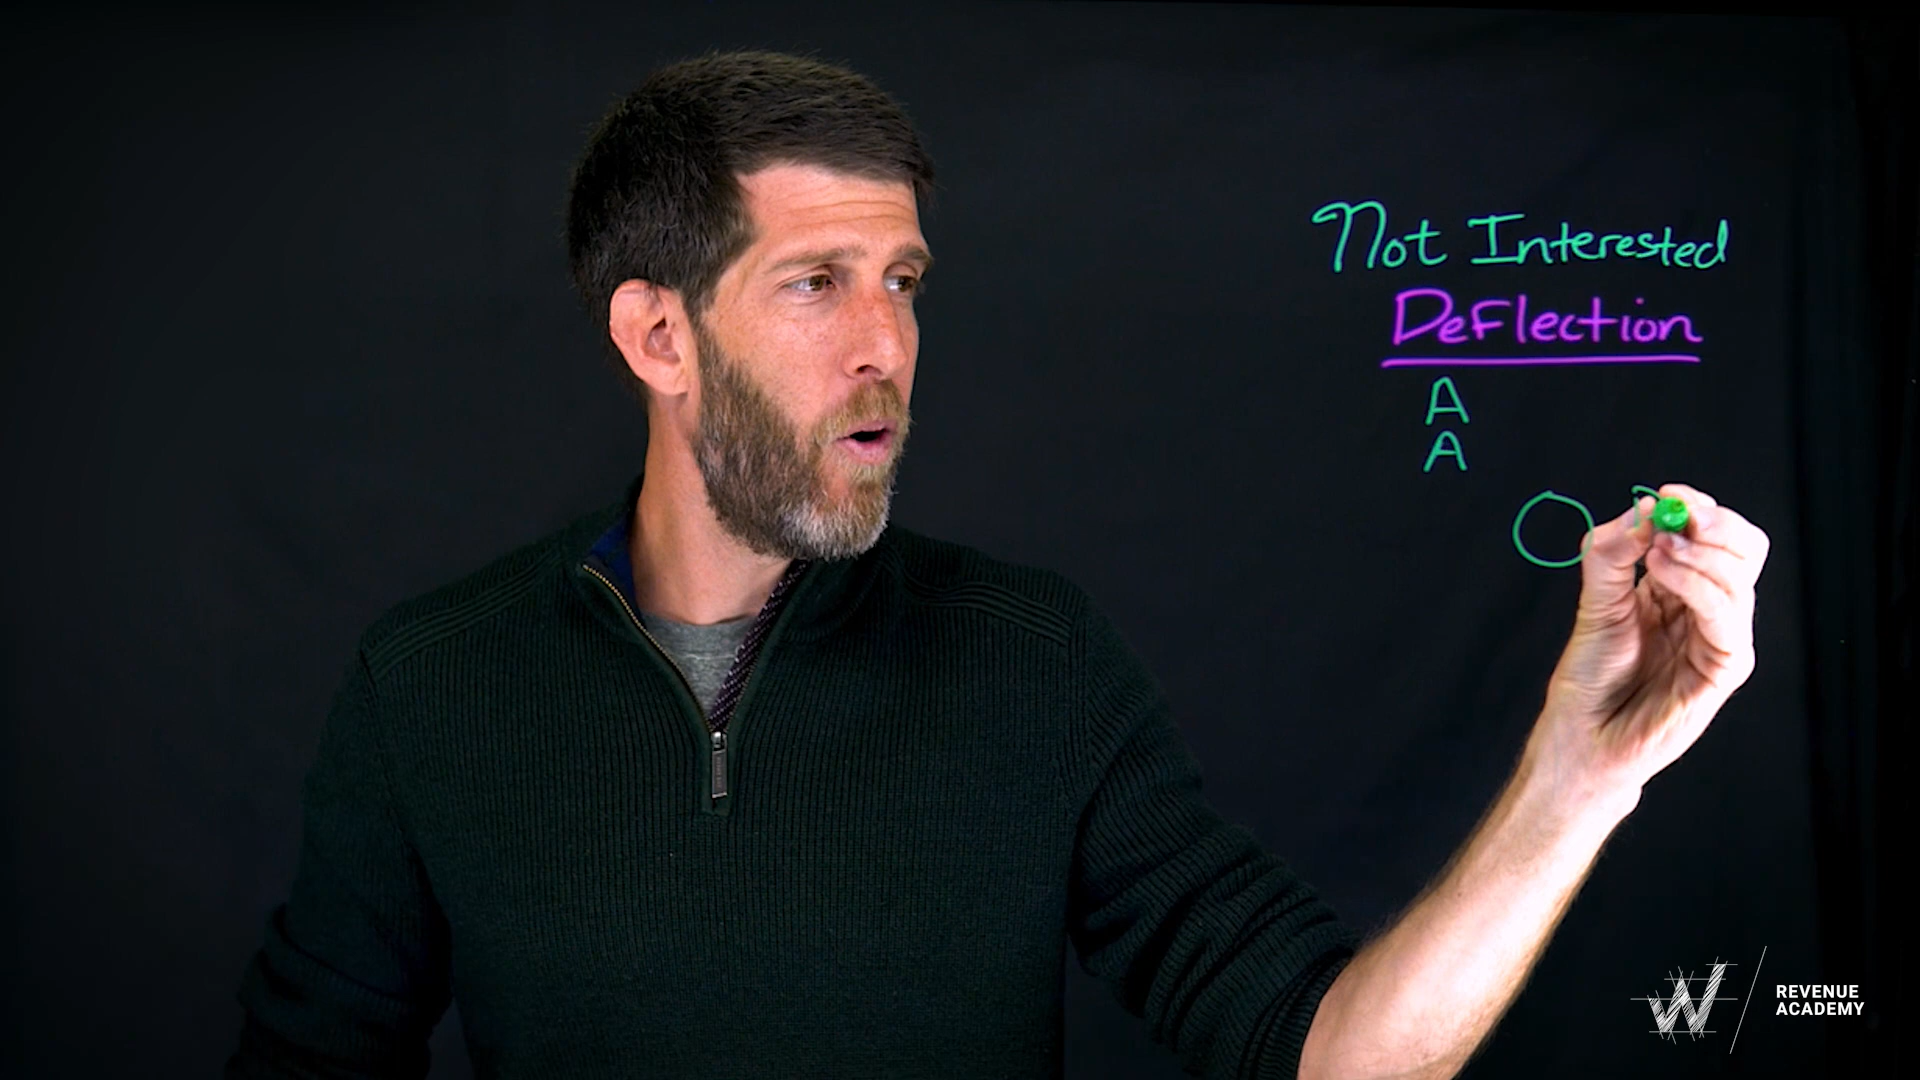 Not Interested
Deflection
A
A
REVENUE
ACADEMY